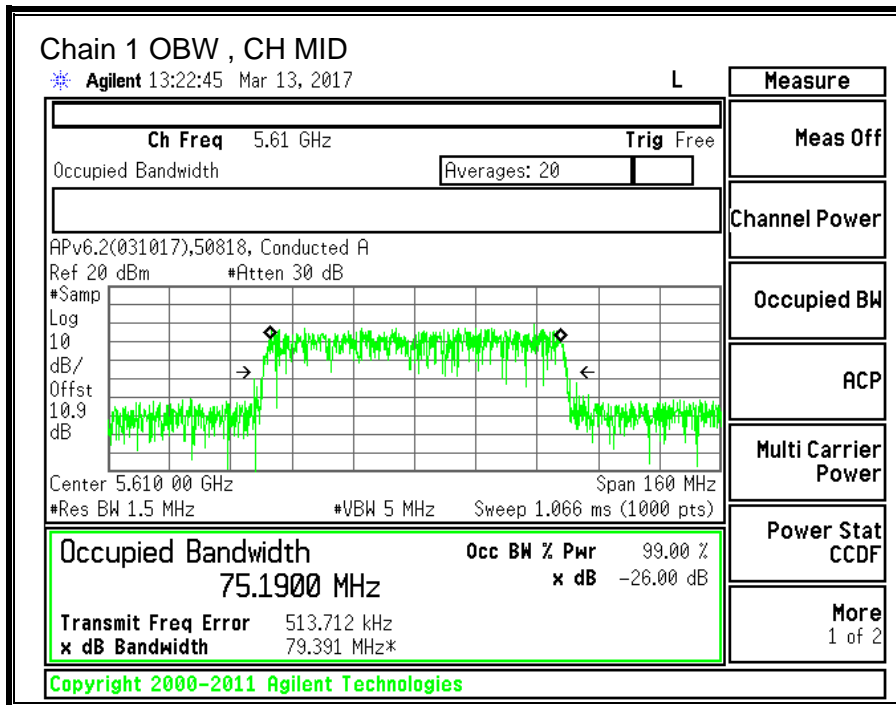 Chain 1 OBW , CH MID
Agilent 13:22:45 Mar 13, 2017 L
Measure
Ch Freq 5.61 GHz Trig Free
Meas Off
Occupied Bandwidth Averages: 20
Channel Power
APv6.2(031017),50818, Conducted A
Ref 20 dBm #Atten 30 dB
#Samp
Log
10
dB/
Offst
10.9
dB
Occupied BW
ACP
Multi Carrier
Power
Center 5.610 00 GHz Span 160 MHz
#Res BW 1.5 MHz #VBW 5 MHz Sweep 1.066 ms (1000 pts)
Power Stat
CCDF
Occupied Bandwidth Occ BW % Pwr 99.00 %
75.1900 MHz x dB -26.00 dB
Transmit Freq Error 513.712 kHz
x dB Bandwidth 79.391 MHz*
More
1 of 2
Copyright 2000-2011 Agilent Technologies